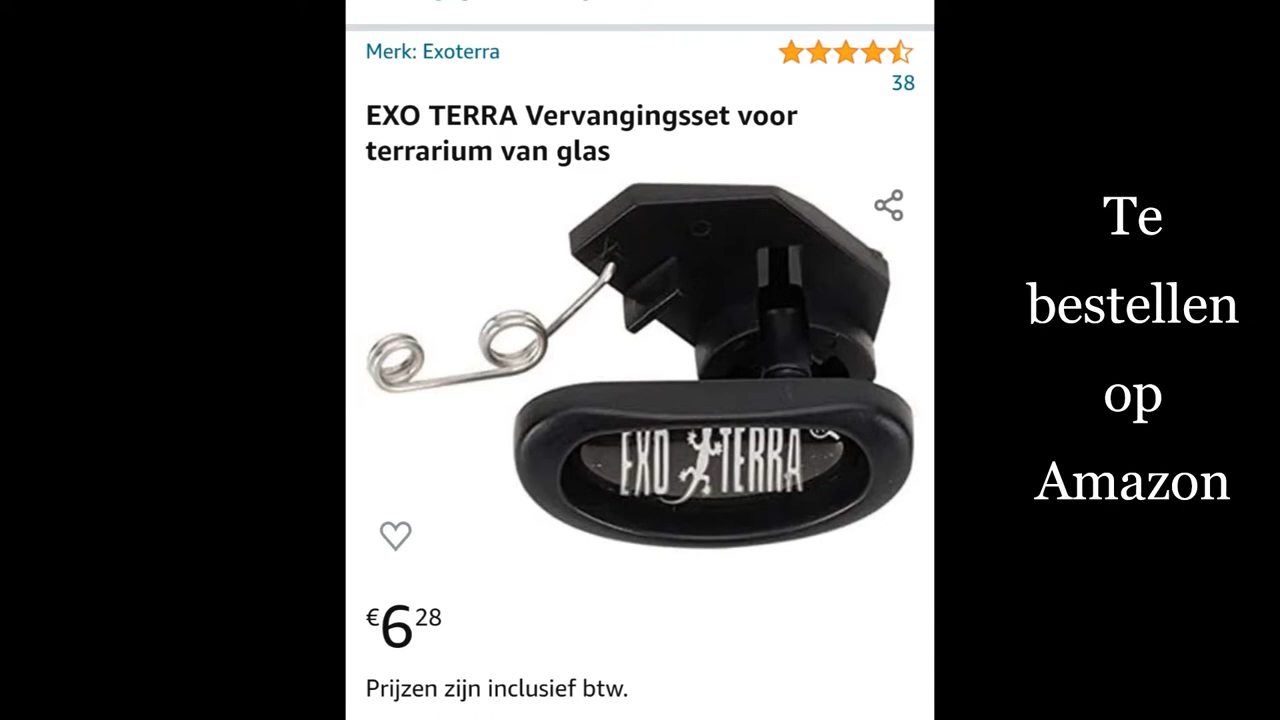 Merk: Exoterra
38
EXO TERRA Vervangingsset voor
terrarium van glas
EXO TERRA
€6 28
Prijzen zijn inclusief btw.
Te
bestellen
op
Amazon